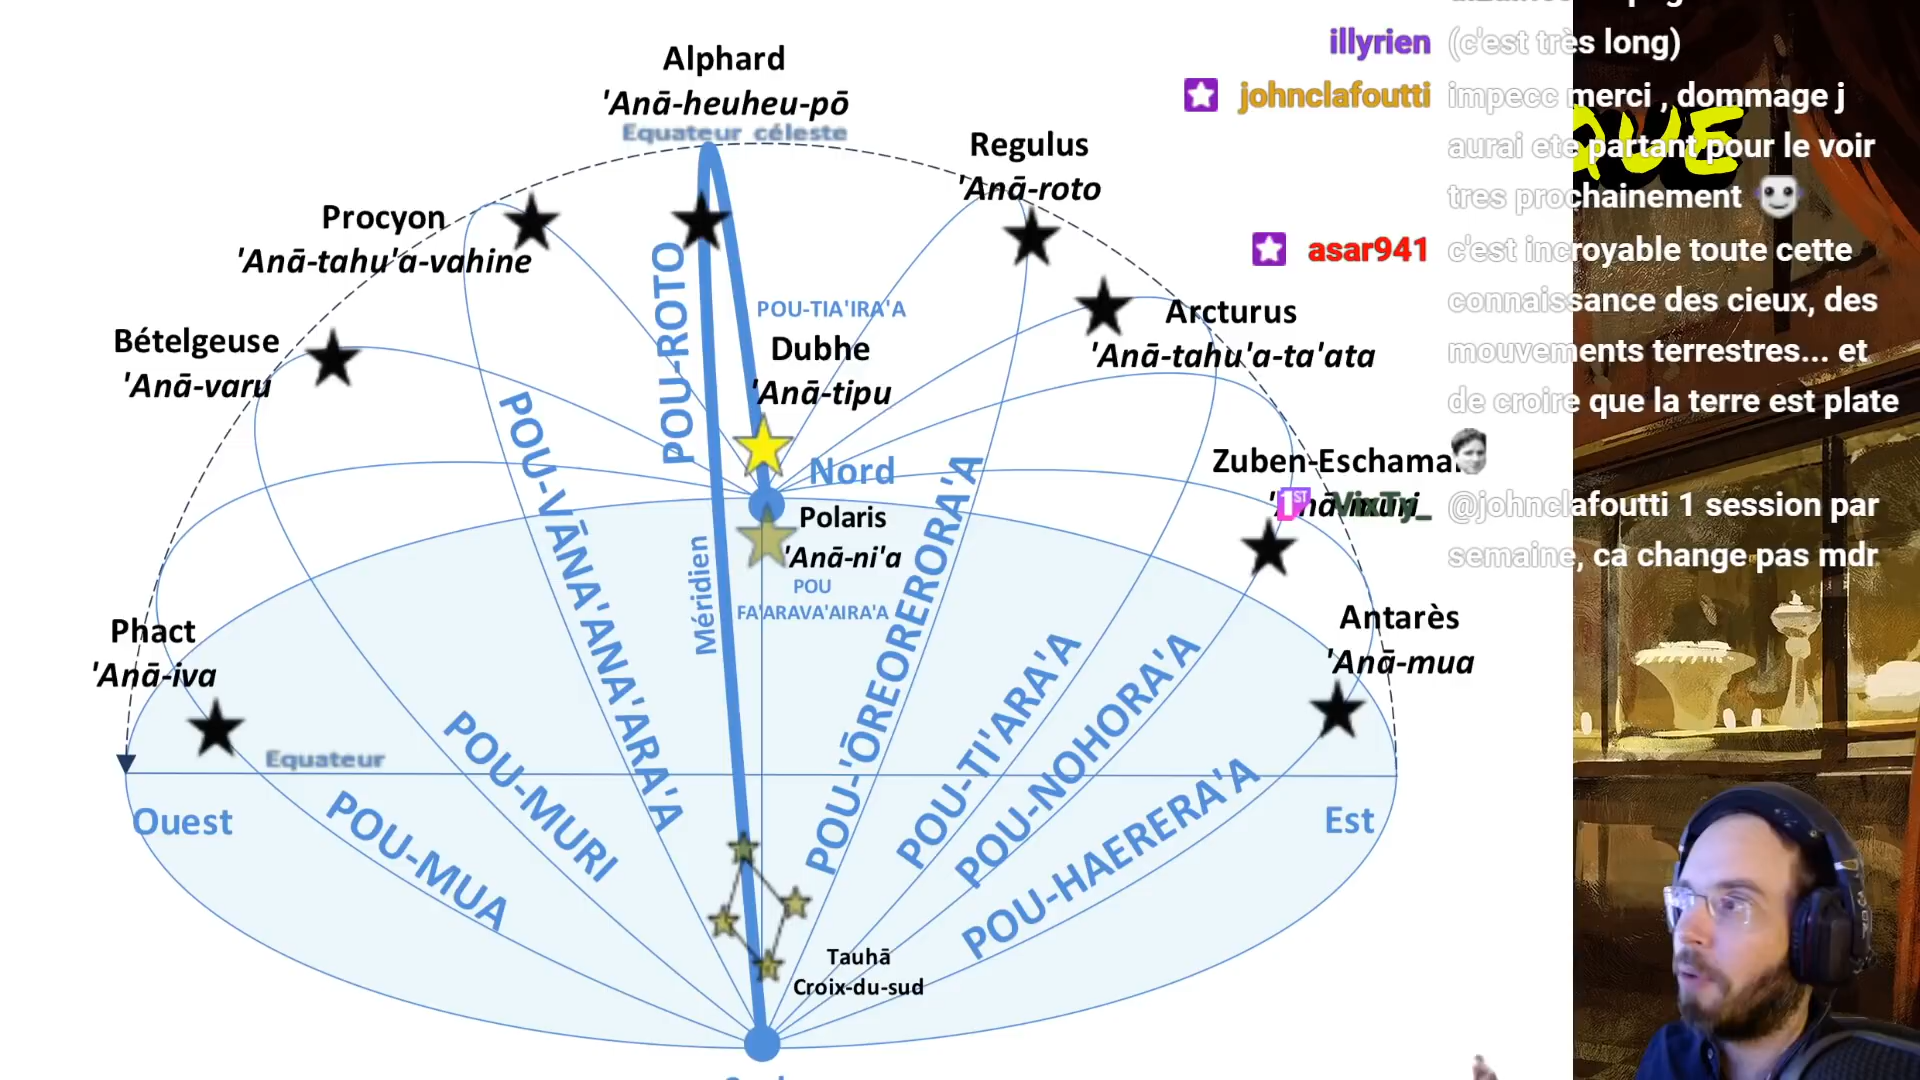 Alphard
'Anā-heuheu-pō
Equateur céleste
Regulus
'Anā-roto
Procyon
'Anā-tahu'a-vahine
POU-ROTO
POU-TIA'IRA'A
Dubhe
'Anā-tipu
Arcturus
'Anā-tahu'a-ta'ata
Bételgeuse
'Anā-varu
POU-VĀNA'ANA'ARA'A
Nord
Polaris
'Anā-ni'a
POU
FA'ARAVA'AIRA'A
Méridien
POU-'ŌREORERORA'A
Zuben-Eschama
Antarès
'Anā-mua
Phact
'Anā-iva
POU-TI'ARA'A
POU-NOHORA'A
POU-HAERERA'A
Equateur
Ouest
Est
POU-MUA
POU-MURI
Tauhā
Croix-du-sud
illyrien (c'est très long)
johnclafoutti impecc merci , dommage j
aurai ete partant pour le voir
tres prochainement
asar941 c'est incroyable toute cette
connaissance des cieux, des
mouvements terrestres... et
de croire que la terre est plate
1ST VixTy_ @johnclafoutti 1 session par
semaine, ca change pas mdr
QUE